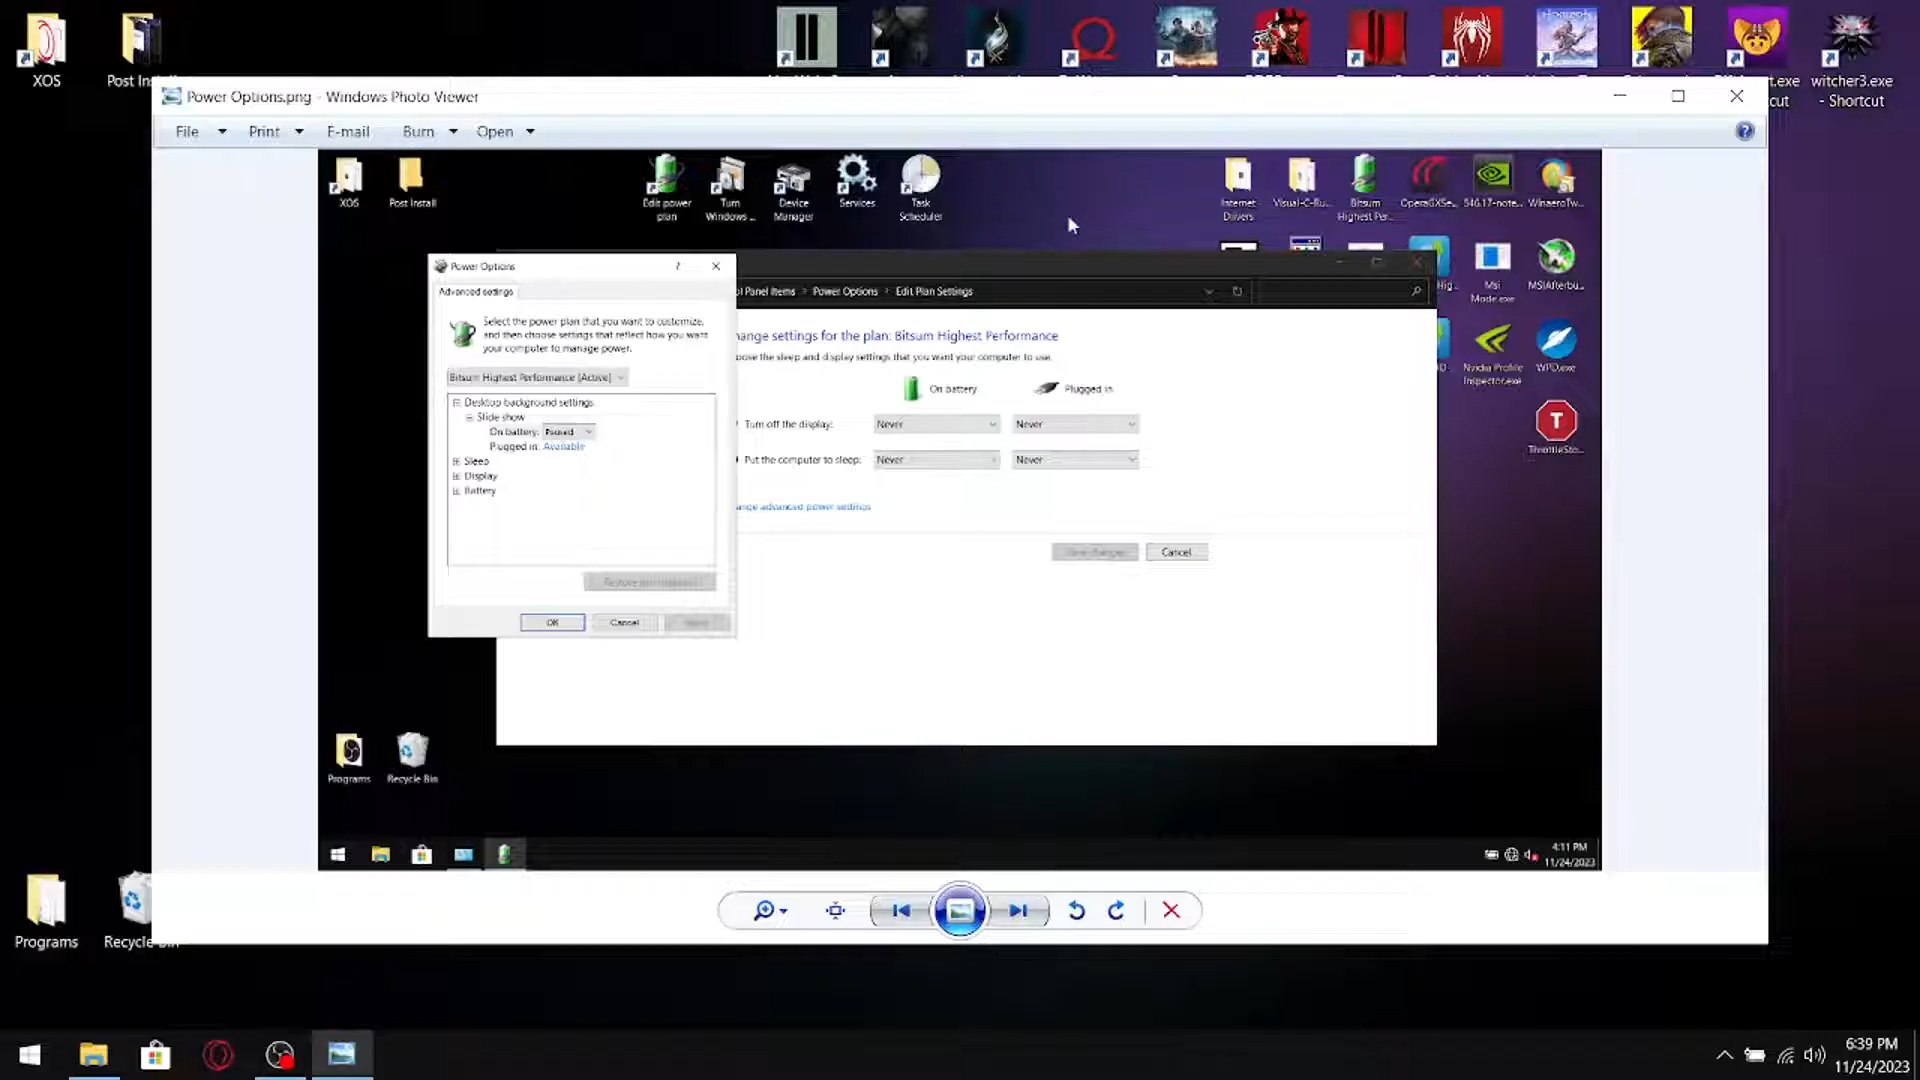 XOS
Post In
t.exe
cut
witcher3.exe
- Shortcut
Power Options.png - Windows Photo Viewer
File
Print
E-mail
Burn
Open
XOS
Post Install
Edit power
plan
Turn
Windows ...
Device
Manager
Services
Task
Scheduler
Internet
Drivers
Visual-C-Ru...
Bitsum
Highest Per...
OperaGXSe...
546.17-note...
WinaeroTw...
Msi
Mode.exe
MSIAfterbu...
Nvidia Profile
Inspector.exe
WPD.exe
T
ThrottleSto...
Power Options
?
Advanced settings
Select the power plan that you want to customize,
and then choose settings that reflect how you want
your computer to manage power.
Bitsum Highest Performance [Active]
Desktop background settings
Slide show
On battery: Paused
Plugged in: Available
Sleep
Display
Battery
OK
Cancel
ol Panel Items
Power Options
Edit Plan Settings
hange settings for the plan: Bitsum Highest Performance
oose the sleep and display settings that you want your computer to use.
On battery
Plugged in
Turn off the display:
Never
Never
Put the computer to sleep:
Never
Never
ange advanced power settings
Cancel
Programs
Recycle Bin
4:11 PM
11/24/2023
Programs
Recycle Bin
6:39 PM
11/24/2023